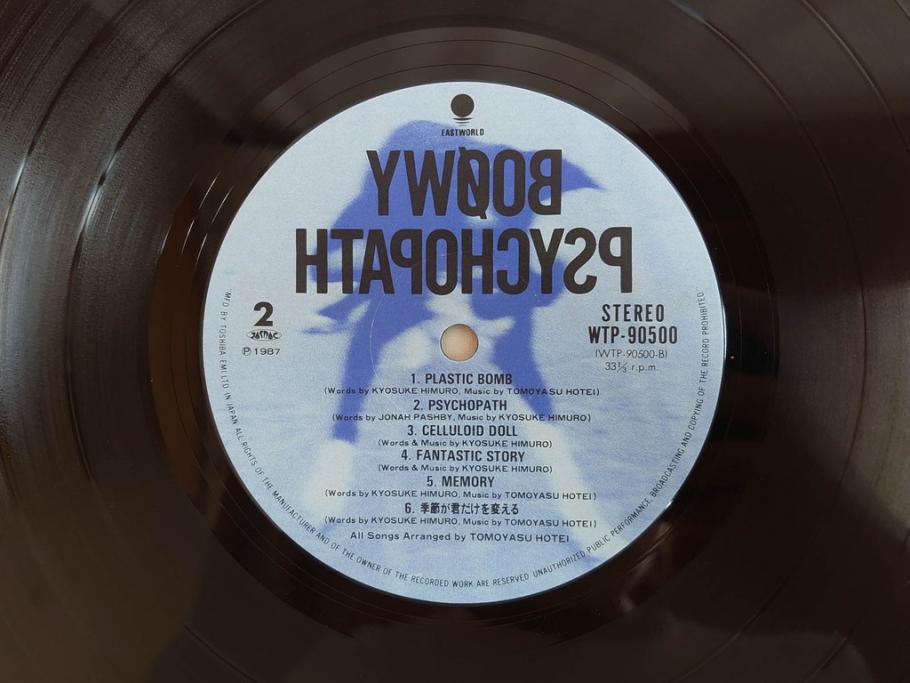 EASTWORLD
BOØWY
PSYCHOPATH
2
STEREO
WTP-90500
(WTP-90500-B)
℗ 1987
33⅓ r.p.m.
1. PLASTIC BOMB
(Words by KYOSUKE HIMURO, Music by TOMOYASU HOTEI)
2. PSYCHOPATH
(Words by JONAH PASHBY, Music by KYOSUKE HIMURO)
3. CELLULOID DOLL
(Words & Music by KYOSUKE HIMURO)
4. FANTASTIC STORY
(Words & Music by KYOSUKE HIMURO)
5. MEMORY
(Words by KYOSUKE HIMURO, Music by TOMOYASU HOTEI)
6. 季節が君だけを変える
(Words by KYOSUKE HIMURO, Music by TOMOYASU HOTEI)
All Songs Arranged by TOMOYASU HOTEI
MFD BY TOSHIBA EMI LTD. IN JAPAN ALL RIGHTS OF THE MANUFACTURER AND OF THE OWNER OF THE RECORDED WORK ARE RESERVED UNAUTHORIZED PUBLIC PERFORMANCE, BROADCASTING AND COPYING OF THE RECORD PROHIBITED